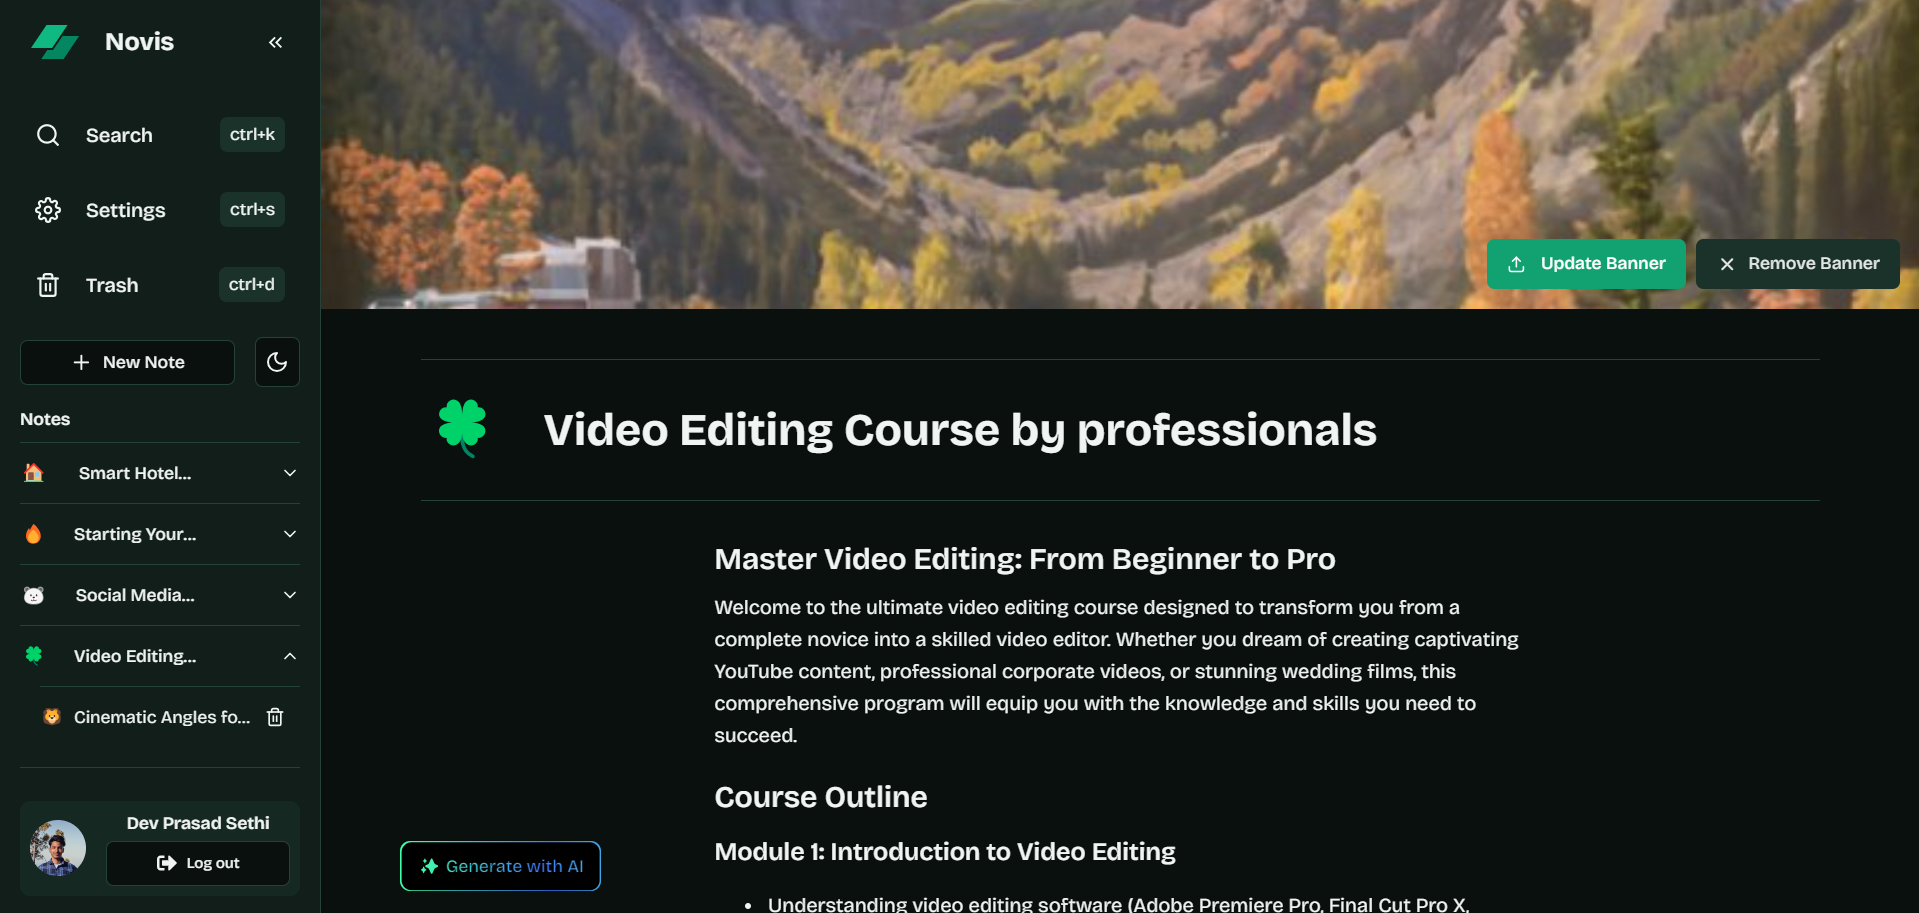 Novis
Search ctrl+k
Settings ctrl+s
Trash ctrl+d
New Note
Notes
Smart Hotel...
Starting Your...
Social Media...
Video Editing...
Cinematic Angles fo...
Dev Prasad Sethi
Log out
Update Banner
Remove Banner
Video Editing Course by professionals
Master Video Editing: From Beginner to Pro
Welcome to the ultimate video editing course designed to transform you from a
complete novice into a skilled video editor. Whether you dream of creating captivating
YouTube content, professional corporate videos, or stunning wedding films, this
comprehensive program will equip you with the knowledge and skills you need to
succeed.
Course Outline
Module 1: Introduction to Video Editing
• Understanding video editing software (Adobe Premiere Pro, Final Cut Pro X,
Generate with AI